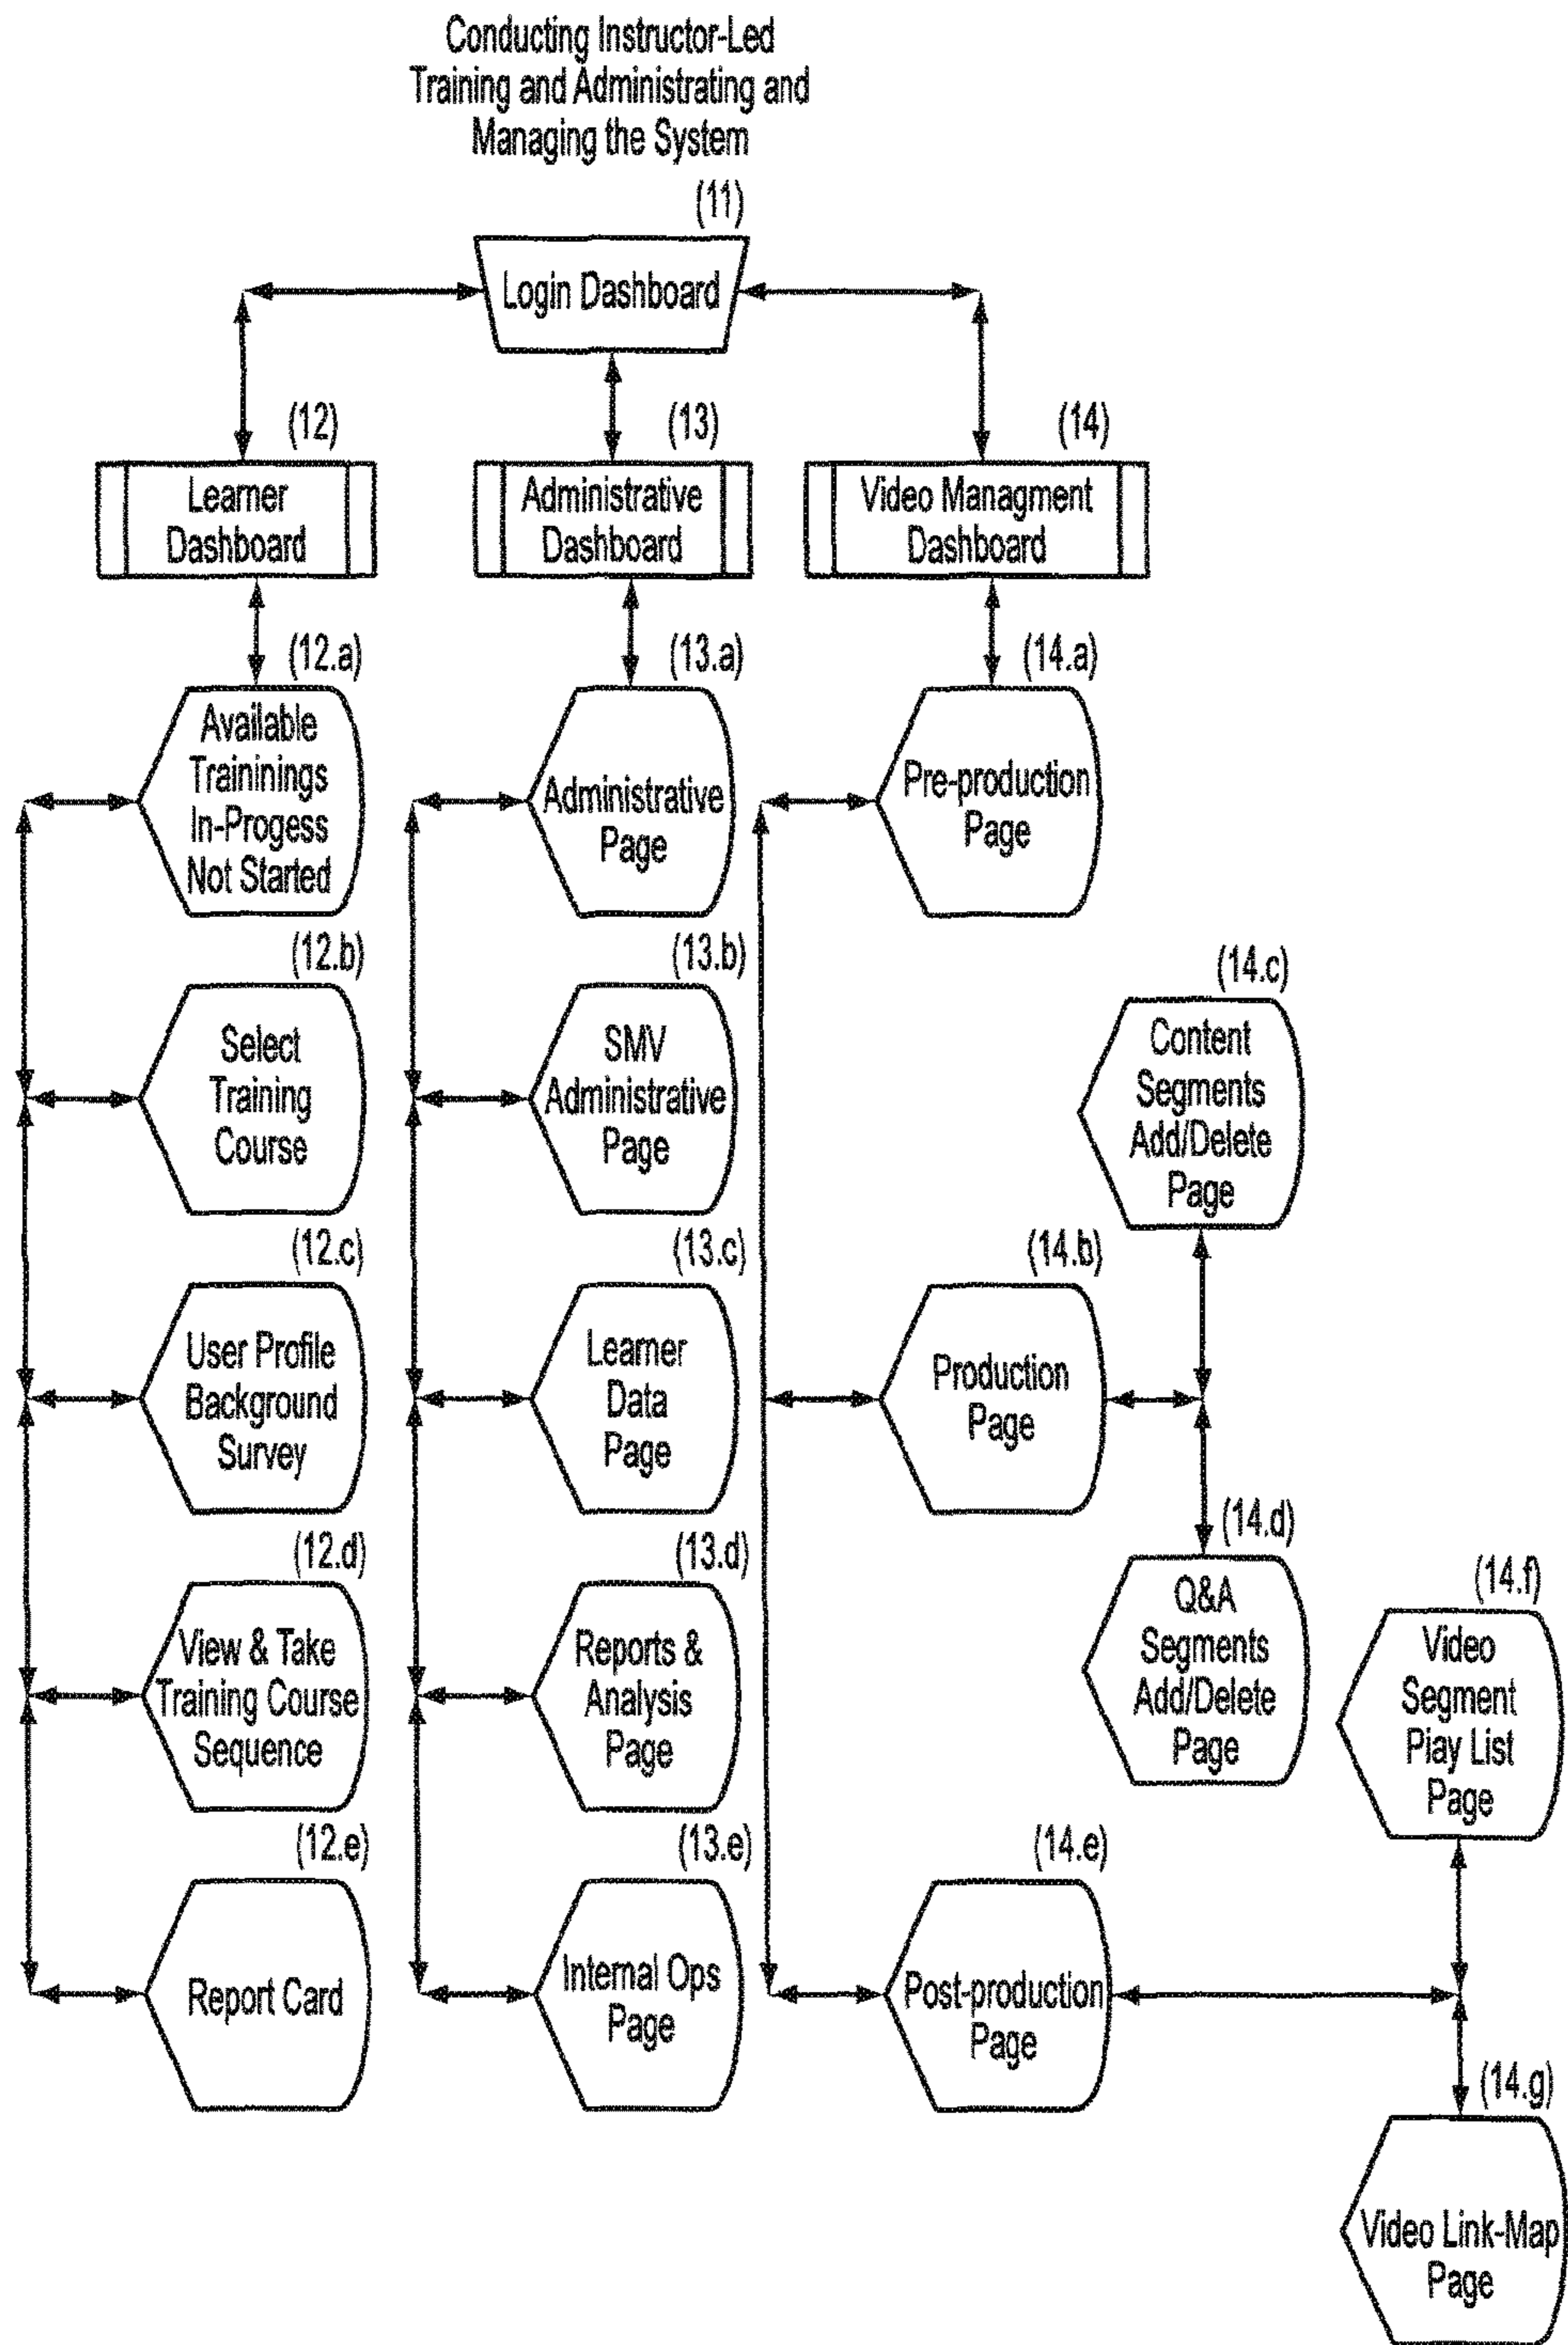 Conducting Instructor-Led
Training and Administrating and
Managing the System
(11)
Login Dashboard
(12)
Learner
Dashboard
(13)
Administrative
Dashboard
(14)
Video Managment
Dashboard
(12.a)
Available
Traininings
In-Progess
Not Started
(13.a)
Administrative
Page
(14.a)
Pre-production
Page
(12.b)
Select
Training
Course
(13.b)
SMV
Administrative
Page
(14.c)
Content
Segments
Add/Delete
Page
(12.c)
User Profile
Background
Survey
(13.c)
Learner
Data
Page
(14.b)
Production
Page
(12.d)
View & Take
Training Course
Sequence
(13.d)
Reports &
Analysis
Page
(14.d)
Q&A
Segments
Add/Delete
Page
(14.f)
Video
Segment
Play List
Page
(12.e)
Report Card
(13.e)
Internal Ops
Page
(14.e)
Post-production
Page
(14.g)
Video Link-Map
Page